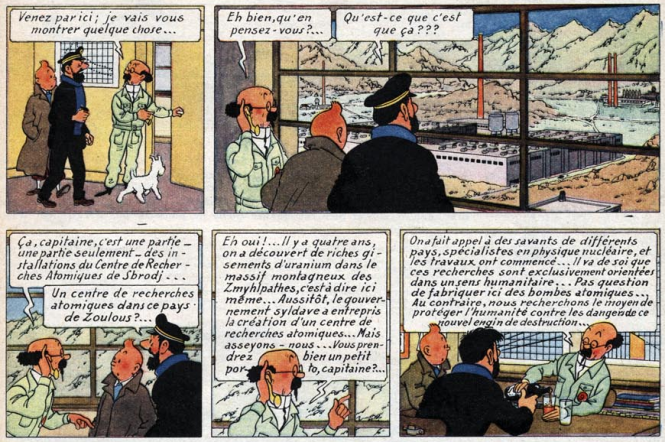 Venez par ici; je vais vous
montrer quelque chose...
Eh bien, qu'en
pensez-vous?...
Qu'est-ce que c'est
que ça???
Ça, capitaine, c'est une partie _
une partie seulement _ des in-
stallations du Centre de Recher-
ches Atomiques de Sbrodj...
Un centre de recherches
atomiques dans ce pays
de Zoulous?...
Eh oui!... Il y a quatre ans,
on a découvert de riches gi-
sements d'uranium dans le
massif montagneux des
Zmyhlpathes, c'est à dire ici
même... Aussitôt, le gouver-
nement syldave a entrepris
la création d'un centre de
recherches atomiques... Mais
asseyons-nous... Vous pren-
drez bien un petit
porto, capitaine?...
On a fait appel à des savants de différents
pays, spécialistes en physique nucléaire, et
les travaux ont commencé... Il va de soi que
ces recherches sont exclusivement orientées
dans un sens humanitaire... Pas question
de fabriquer ici des bombes atomiques...
Au contraire, nous recherchons le moyen de
protéger l'humanité contre les dangers de ce
nouvel engin de destruction...